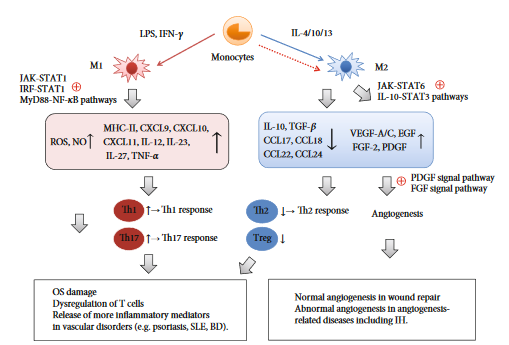 LPS, IFN-γ
IL-4/10/13
Monocytes
M1
M2
JAK-STAT1
IRF-STAT1
MyD88-NF-κB pathways
JAK-STAT6
IL-10-STAT3 pathways
ROS, NO↑
MHC-II, CXCL9, CXCL10,
CXCL11, IL-12, IL-23,
IL-27, TNF-α
↑
IL-10, TGF-β
CCL17, CCL18
CCL22, CCL24
↓
VEGF-A/C, EGF
FGF-2, PDGF
↑
PDGF signal pathway
FGF signal pathway
Th1 ↑→Th1 response
Th17 ↑→Th17 response
Th2 ↓→ Th2 response
Treg ↓
Angiogenesis
OS damage
Dysregulation of T cells
Release of more inflammatory mediators
in vascular disorders (e.g. psoriasis, SLE, BD).
Normal angiogenesis in wound repair
Abnormal angiogenesis in angiogenesis-
related diseases including IH.